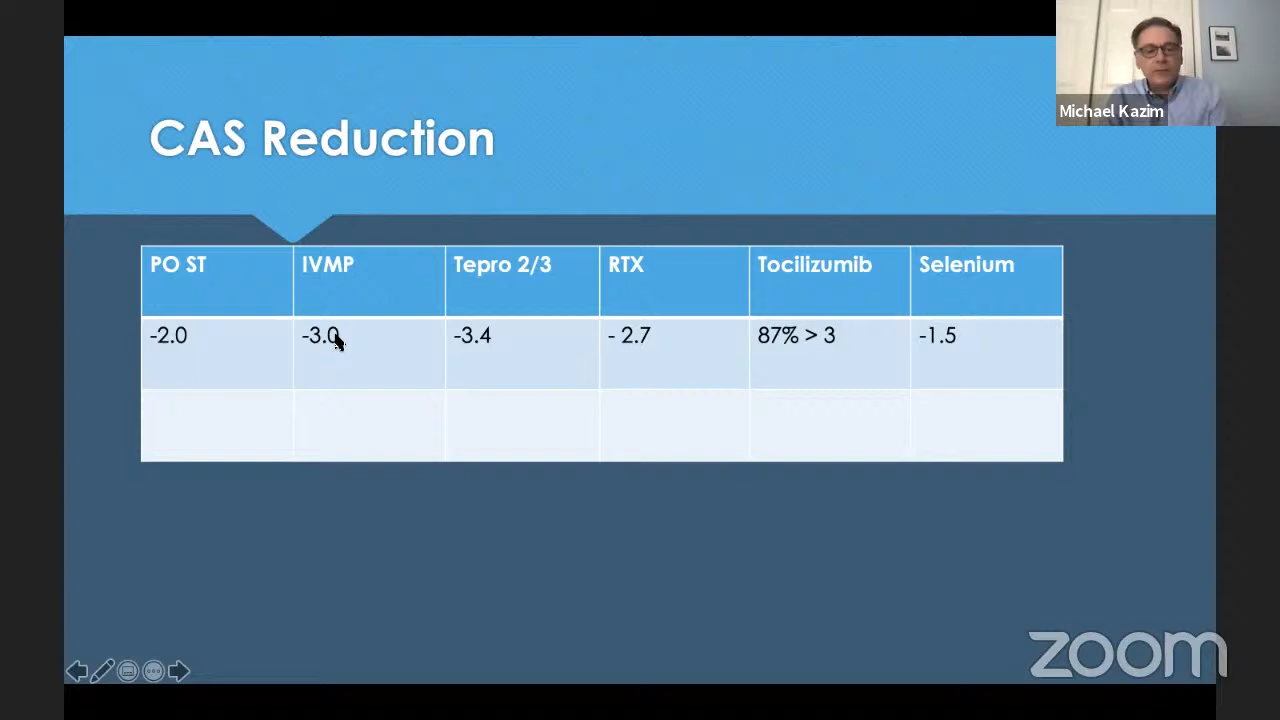 Michael Kazim
CAS Reduction
PO ST IVMP Tepro 2/3 RTX Tocilizumib Selenium
-2.0 -3.0 -3.4 - 2.7 87% > 3 -1.5
zoom